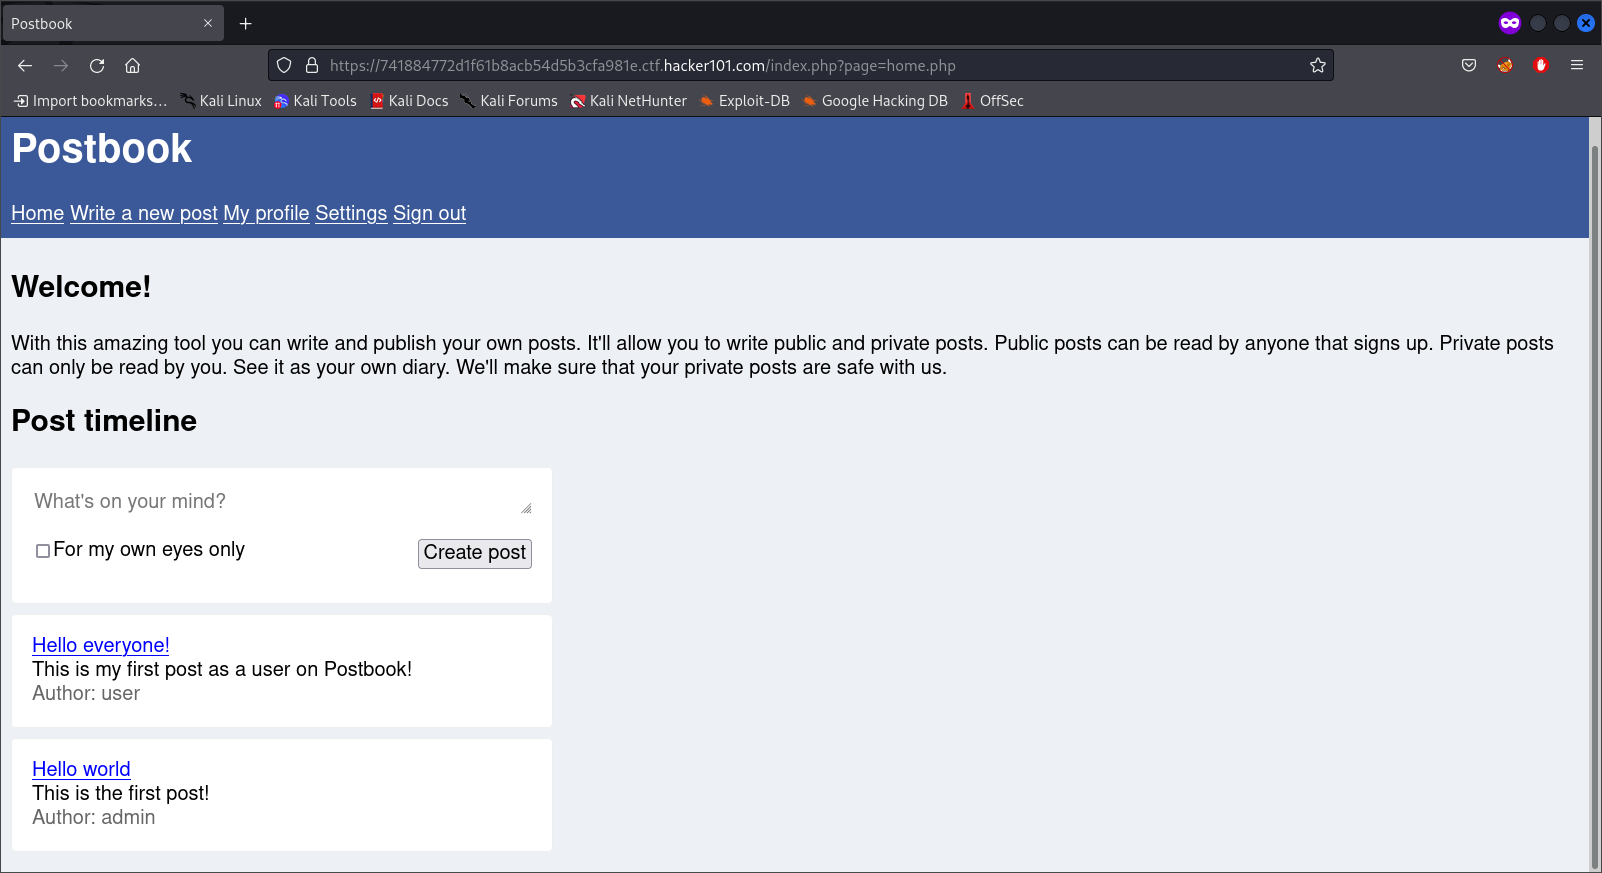 Postbook
https://741884772d1f61b8acb54d5b3cfa981e.ctf.hacker101.com/index.php?page=home.php
Import bookmarks... Kali Linux Kali Tools Kali Docs Kali Forums Kali NetHunter Exploit-DB Google Hacking DB OffSec
Postbook
Home Write a new post My profile Settings Sign out
Welcome!
With this amazing tool you can write and publish your own posts. It'll allow you to write public and private posts. Public posts can be read by anyone that signs up. Private posts
can only be read by you. See it as your own diary. We'll make sure that your private posts are safe with us.
Post timeline
What's on your mind?
For my own eyes only Create post
Hello everyone!
This is my first post as a user on Postbook!
Author: user
Hello world
This is the first post!
Author: admin